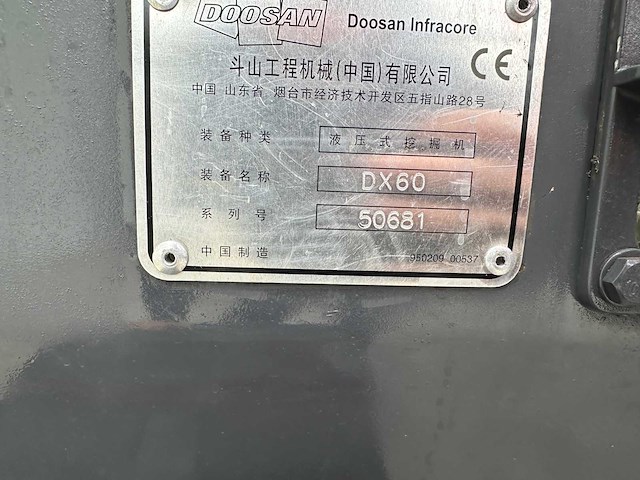 DOOSAN Doosan Infracore
斗山工程机械(中国)有限公司 CE
中国 山东省 烟台市经济技术开发区五指山路28号
装备种类 液压式挖掘机
装备名称 DX60
系列号 50681
中国制造 950209 00537